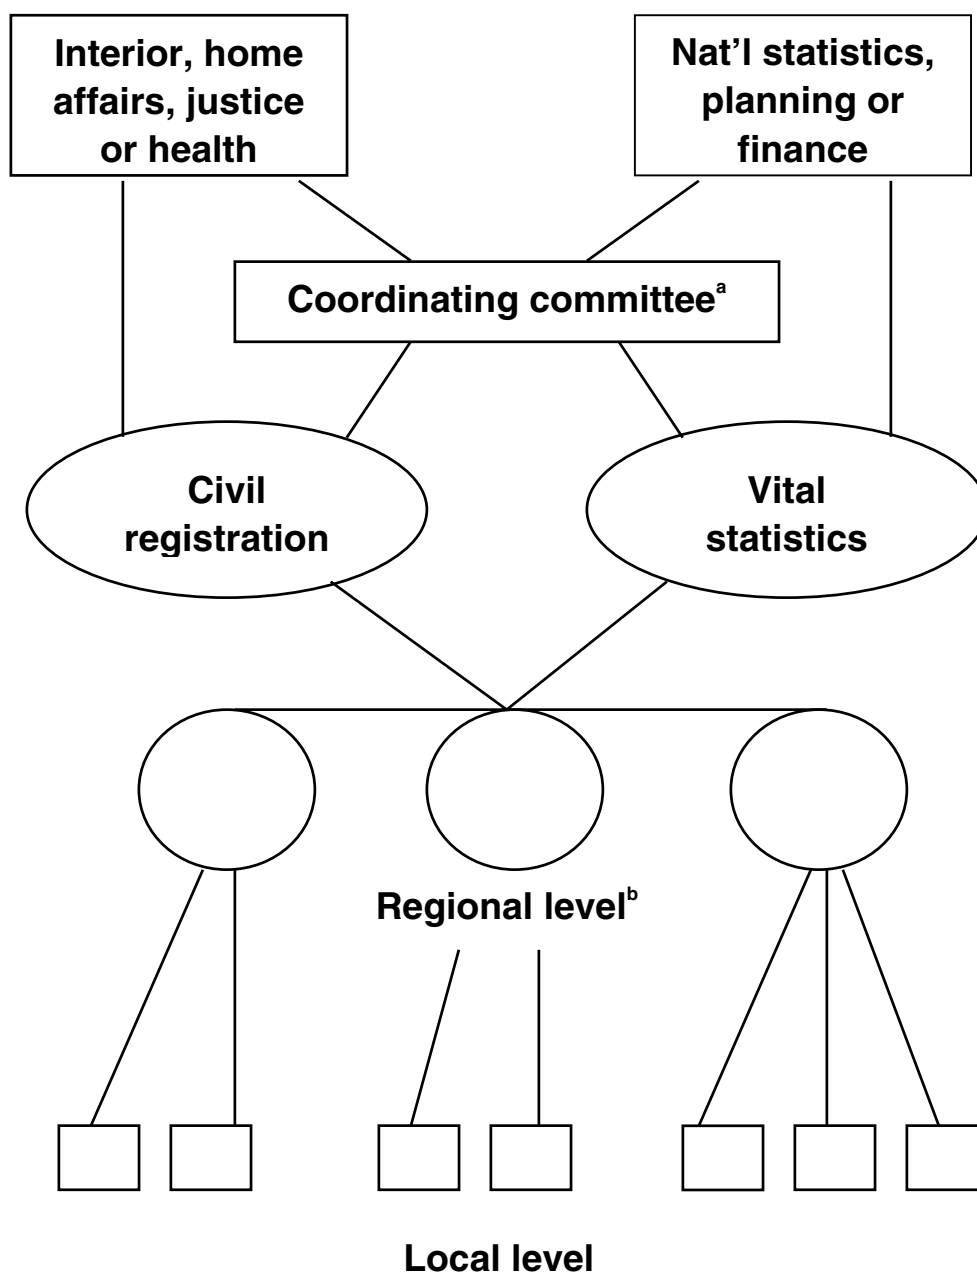 Interior, home
affairs, justice
or health
Nat'l statistics,
planning or
finance
Coordinating committeeᵃ
Civil
registration
Vital
statistics
Regional levelᵇ
Local level